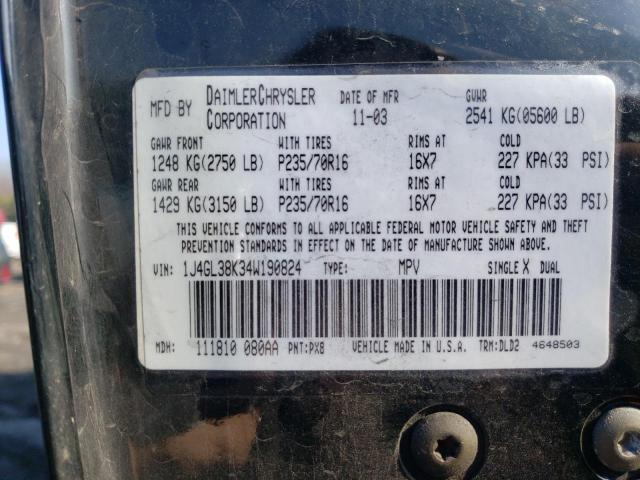 MFD BY DAIMLERCHRYSLER CORPORATION DATE OF MFR 11-03 GVWR 2541 KG(05600 LB)
GAWR FRONT WITH TIRES RIMS AT COLD
1248 KG(2750 LB) P235/70R16 16X7 227 KPA(33 PSI)
GAWR REAR WITH TIRES RIMS AT COLD
1429 KG(3150 LB) P235/70R16 16X7 227 KPA(33 PSI)
THIS VEHICLE CONFORMS TO ALL APPLICABLE FEDERAL MOTOR VEHICLE SAFETY AND THEFT
PREVENTION STANDARDS IN EFFECT ON THE DATE OF MANUFACTURE SHOWN ABOVE.
VIN: 1J4GL38K34W190824 TYPE: MPV SINGLE X DUAL
MDH: 111810 080AA PNT:PX8 VEHICLE MADE IN U.S.A. TRM:DLD2 4648503